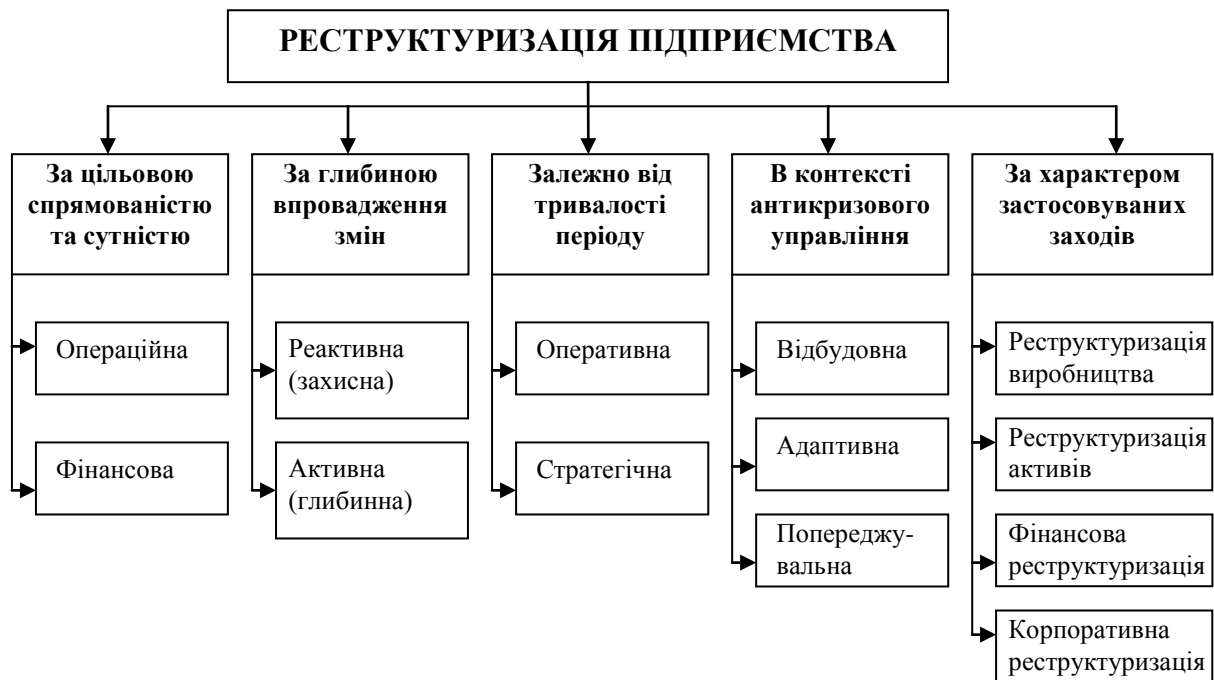 РЕСТРУКТУРИЗАЦІЯ ПІДПРИЄМСТВА
За цільовою
спрямованістю
та сутністю
Операційна
Фінансова
За глибиною
впровадження
змін
Реактивна
(захисна)
Активна
(глибинна)
Залежно від
тривалості
періоду
Оперативна
Стратегічна
В контексті
антикризового
управління
Відбудовна
Адаптивна
Попереджу-
вальна
За характером
застосовуваних
заходів
Реструктуризація
виробництва
Реструктуризація
активів
Фінансова
реструктуризація
Корпоративна
реструктуризація